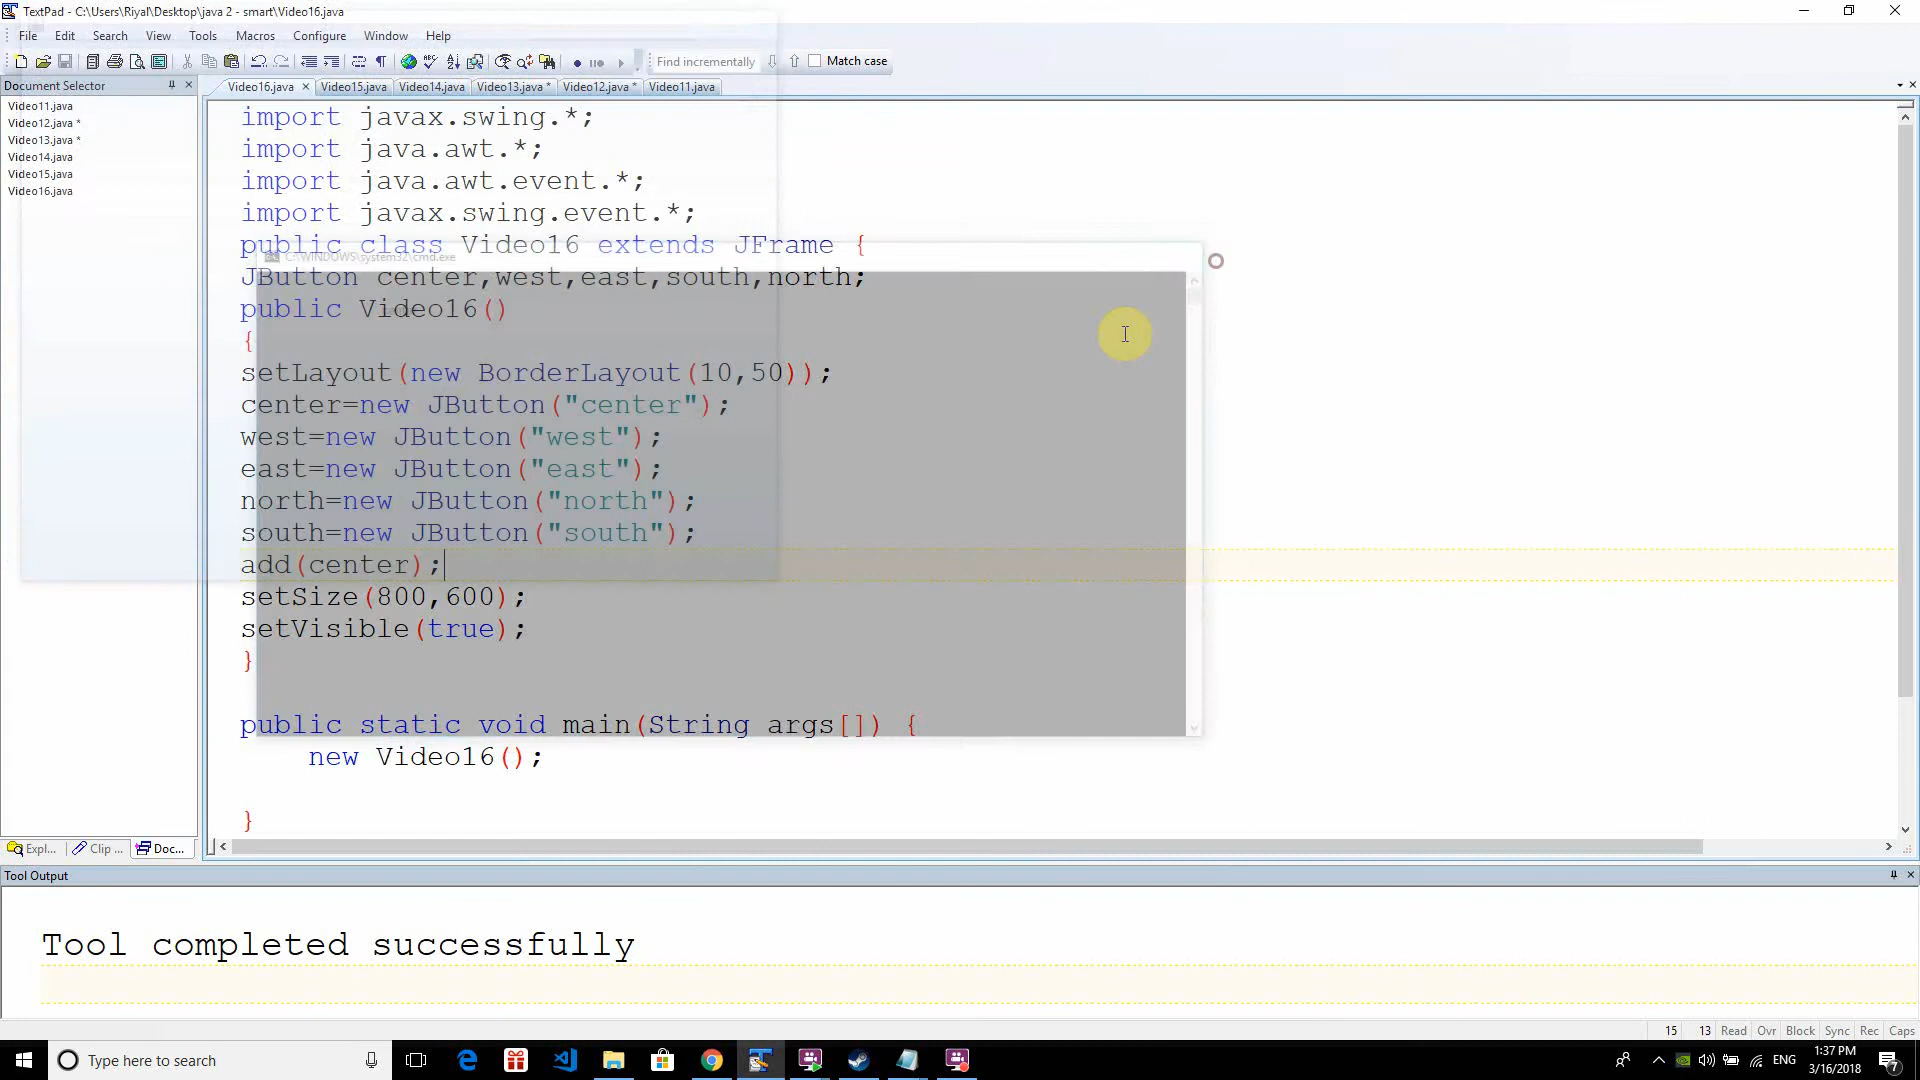 TextPad - C:\Users\Riyal\Desktop\java 2 - smart\Video16.java
File Edit Search View Tools Macros Configure Window Help
Find incrementally Match case
Document Selector
Video11.java
Video12.java *
Video13.java *
Video14.java
Video15.java
Video16.java
Video16.java Video15.java Video14.java Video13.java * Video12.java * Video11.java
import javax.swing.*;
import java.awt.*;
import java.awt.event.*;
import javax.swing.event.*;
public class Video16 extends JFrame {
C:\WINDOWS\system32\cmd.exe
JButton center,west,east,south,north;
public Video16()
{
setLayout(new BorderLayout(10,50));
center=new JButton("center");
west=new JButton("west");
east=new JButton("east");
north=new JButton("north");
south=new JButton("south");
add(center);
setSize(800,600);
setVisible(true);
}
public static void main(String args[]) {
new Video16();
}
Expl... Clip ... Doc...
Tool Output
Tool completed successfully
15 13 Read Ovr Block Sync Rec Caps
Type here to search
ENG
1:37 PM
3/16/2018
7